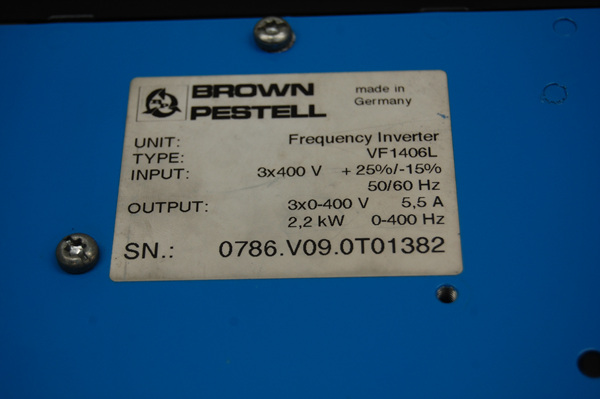 BROWN
PESTELL
made in
Germany
UNIT: Frequency Inverter
TYPE: VF1406L
INPUT: 3x400 V + 25%/-15%
50/60 Hz
OUTPUT: 3x0-400 V 5,5 A
2,2 kW 0-400 Hz
SN.: 0786.V09.0T01382